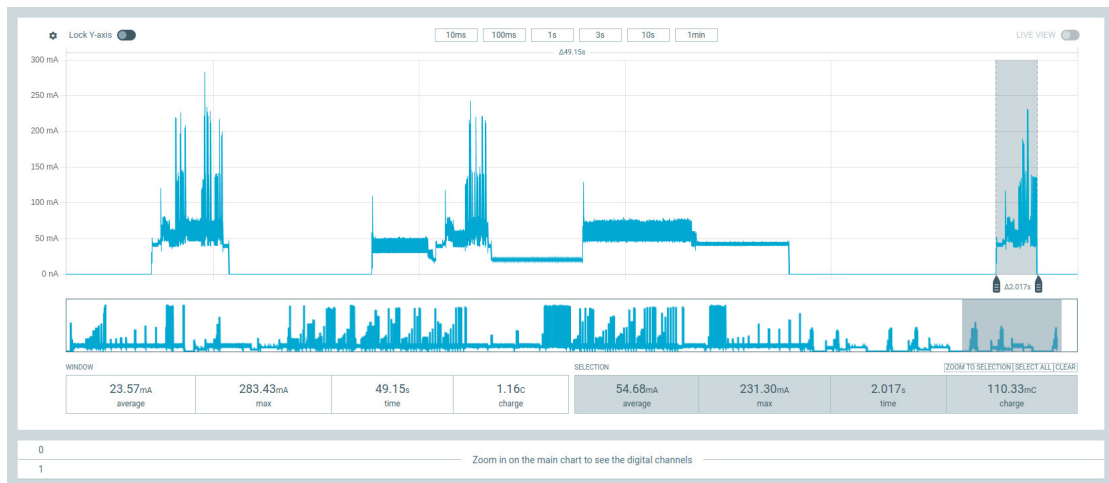 Lock Y-axis 10ms 100ms 1s 3s 10s 1min LIVE VIEW
Δ49.15s
300 mA
250 mA
200 mA
150 mA
100 mA
50 mA
0 nA
Δ2.017s
WINDOW SELECTION ZOOM TO SELECTION SELECT ALL CLEAR
23.57mA 283.43mA 49.15s 1.16c 54.68mA 231.30mA 2.017s 110.33mc
average max time charge average max time charge
0
Zoom in on the main chart to see the digital channels
1